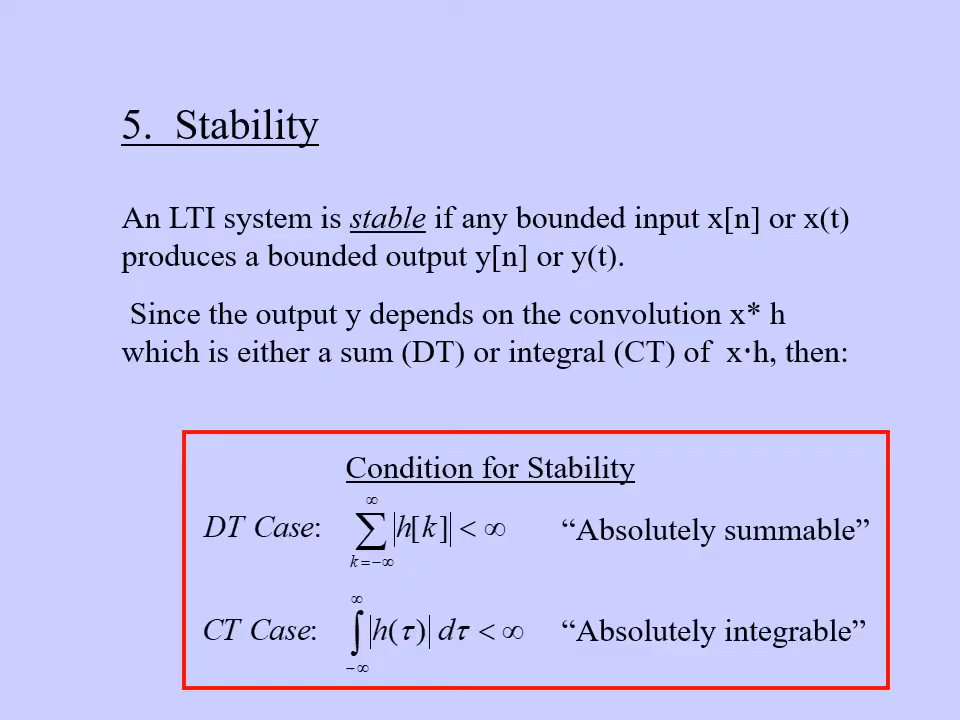 5.  Stability
An LTI system is stable if any bounded input x[n] or x(t)
produces a bounded output y[n] or y(t).
Since the output y depends on the convolution x* h
which is either a sum (DT) or integral (CT) of  x·h, then:
Condition for Stability
DT Case: ∑_{k=−∞}^{∞} |h[k]| < ∞ “Absolutely summable”
CT Case: ∫_{−∞}^{∞} |h(τ)| dτ < ∞ “Absolutely integrable”